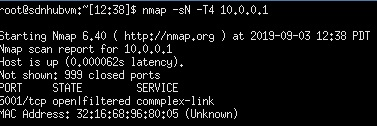 root@sdnhubvm:~[12:38]$ nmap -sN -T4 10.0.0.1
Starting Nmap 6.40 ( http://nmap.org ) at 2019-09-03 12:38 PDT
Nmap scan report for 10.0.0.1
Host is up (0.000062s latency).
Not shown: 999 closed ports
PORT     STATE         SERVICE
5001/tcp open|filtered commplex-link
MAC Address: 32:16:68:96:80:05 (Unknown)